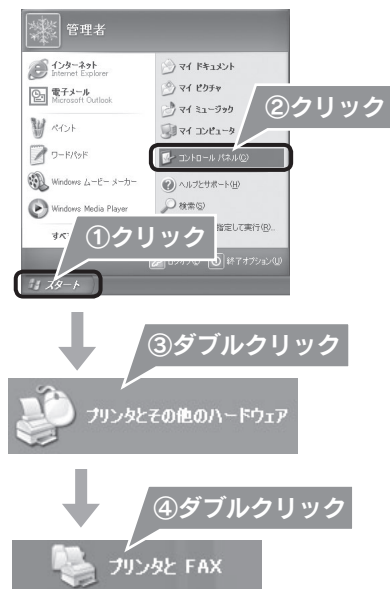 管理者
インターネット
Internet Explorer
電子メール
Microsoft Outlook
ペイント
ワードパッド
Windows ムービー メーカー
Windows Media Player
すべ
マイ ドキュメント
マイ ピクチャ
マイ ミュージック
マイ コンピュータ
コントロール パネル(C)
ヘルプとサポート(H)
検索(S)
指定して実行(R)...
終了オプション(U)
スタート
①クリック
②クリック
③ダブルクリック
プリンタとその他のハードウェア
④ダブルクリック
プリンタと FAX